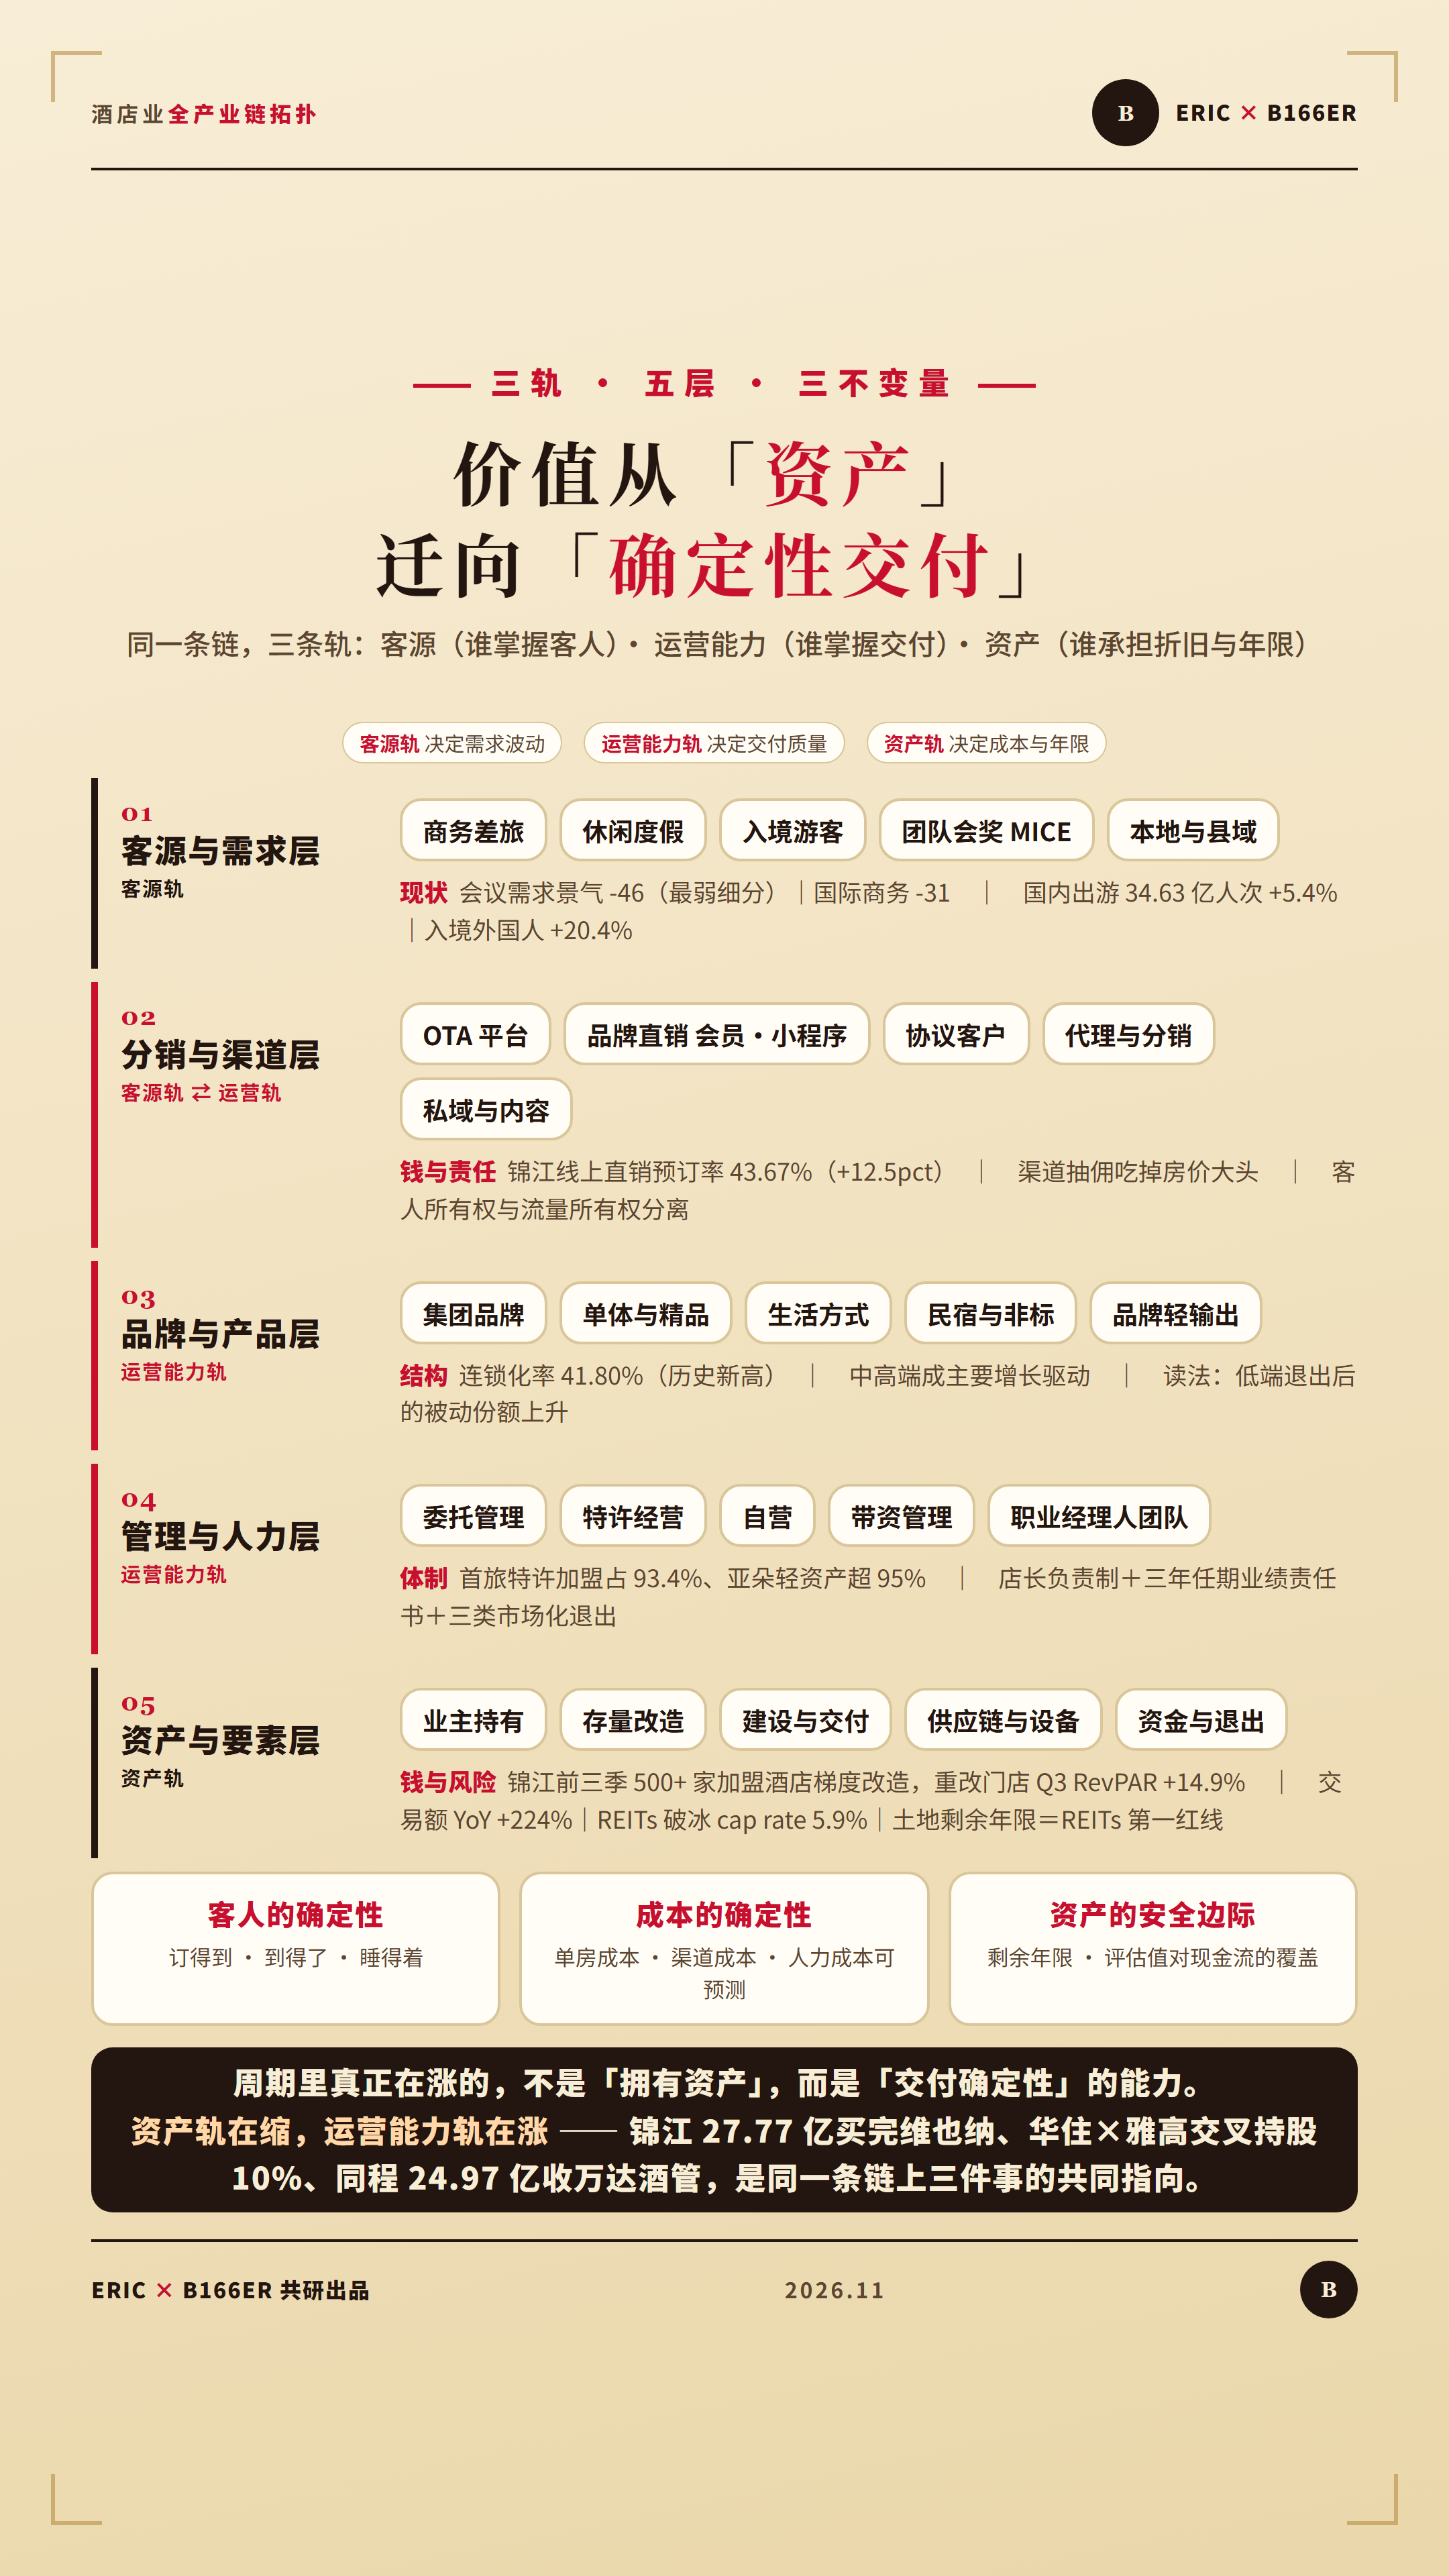 酒店业全产业链拓扑
B ERIC × B166ER
三轨 · 五层 · 三不变量
价值从「资产」
迁向「确定性交付」
同一条链，三条轨：客源（谁掌握客人）· 运营能力（谁掌握交付）· 资产（谁承担折旧与年限）
客源轨 决定需求波动
运营能力轨 决定交付质量
资产轨 决定成本与年限
01
客源与需求层
客源轨
商务差旅
休闲度假
入境游客
团队会奖 MICE
本地与县域
现状 会议需求景气 -46（最弱细分）｜国际商务 -31 ｜ 国内出游 34.63 亿人次 +5.4%
｜入境外国人 +20.4%
02
分销与渠道层
客源轨 ⇄ 运营轨
OTA 平台
品牌直销 会员·小程序
协议客户
代理与分销
私域与内容
钱与责任 锦江线上直销预订率 43.67%（+12.5pct） ｜ 渠道抽佣吃掉房价大头 ｜ 客
人所有权与流量所有权分离
03
品牌与产品层
运营能力轨
集团品牌
单体与精品
生活方式
民宿与非标
品牌轻输出
结构 连锁化率 41.80%（历史新高） ｜ 中高端成主要增长驱动 ｜ 读法：低端退出后
的被动份额上升
04
管理与人力层
运营能力轨
委托管理
特许经营
自营
带资管理
职业经理人团队
体制 首旅特许加盟占 93.4%、亚朵轻资产超 95% ｜ 店长负责制＋三年任期业绩责任
书＋三类市场化退出
05
资产与要素层
资产轨
业主持有
存量改造
建设与交付
供应链与设备
资金与退出
钱与风险 锦江前三季 500+ 家加盟酒店梯度改造，重改门店 Q3 RevPAR +14.9% ｜ 交
易额 YoY +224%｜REITs 破冰 cap rate 5.9%｜土地剩余年限＝REITs 第一红线
客人的确定性
订得到 · 到得了 · 睡得着
成本的确定性
单房成本 · 渠道成本 · 人力成本可
预测
资产的安全边际
剩余年限 · 评估值对现金流的覆盖
周期里真正在涨的，不是「拥有资产」，而是「交付确定性」的能力。
资产轨在缩，运营能力轨在涨 —— 锦江 27.77 亿买完维也纳、华住×雅高交叉持股
10%、同程 24.97 亿收万达酒管，是同一条链上三件事的共同指向。
ERIC × B166ER 共研出品
2026.11
B